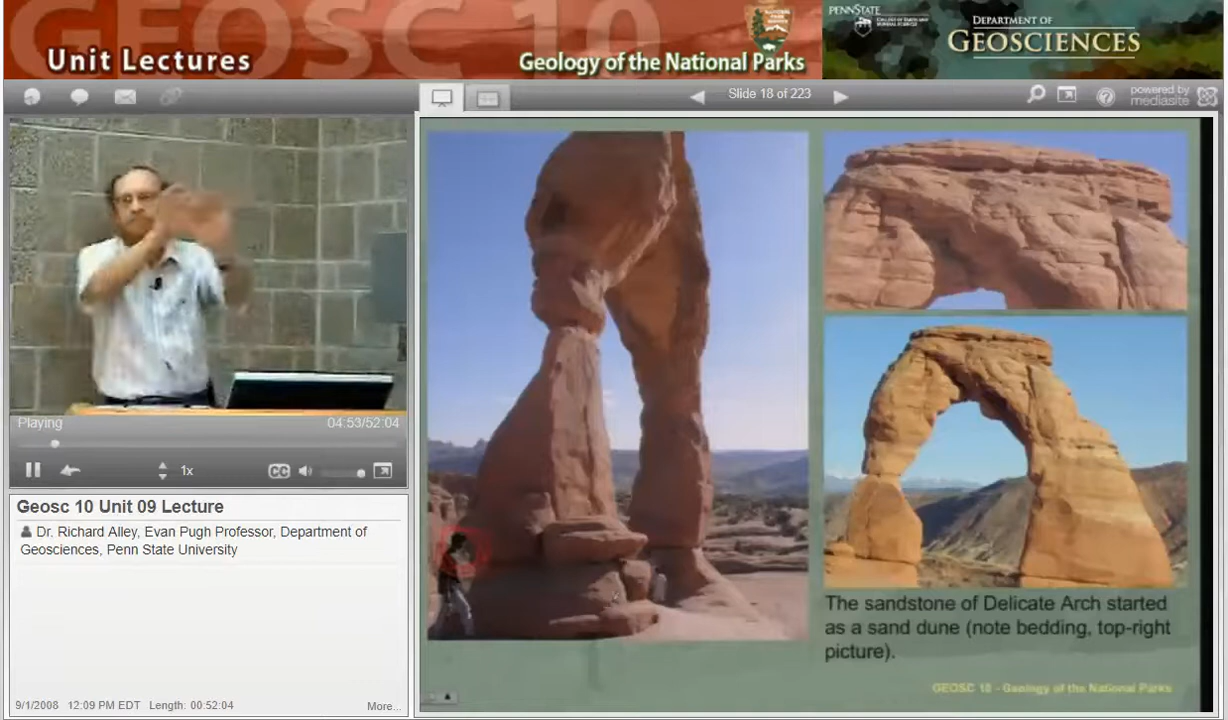 GEOSC 10
Unit Lectures
Geology of the National Parks
PENNSTATE
DEPARTMENT OF
GEOSCIENCES
Slide 18 of 223
powered by
mediasite
Playing
04:53/52:04
1x
CC
Geosc 10 Unit 09 Lecture
Dr. Richard Alley, Evan Pugh Professor, Department of
Geosciences, Penn State University
9/1/2008 12:09 PM EDT Length: 00:52:04
More...
The sandstone of Delicate Arch started
as a sand dune (note bedding, top-right
picture).
GEOSC 10 - Geology of the National Parks